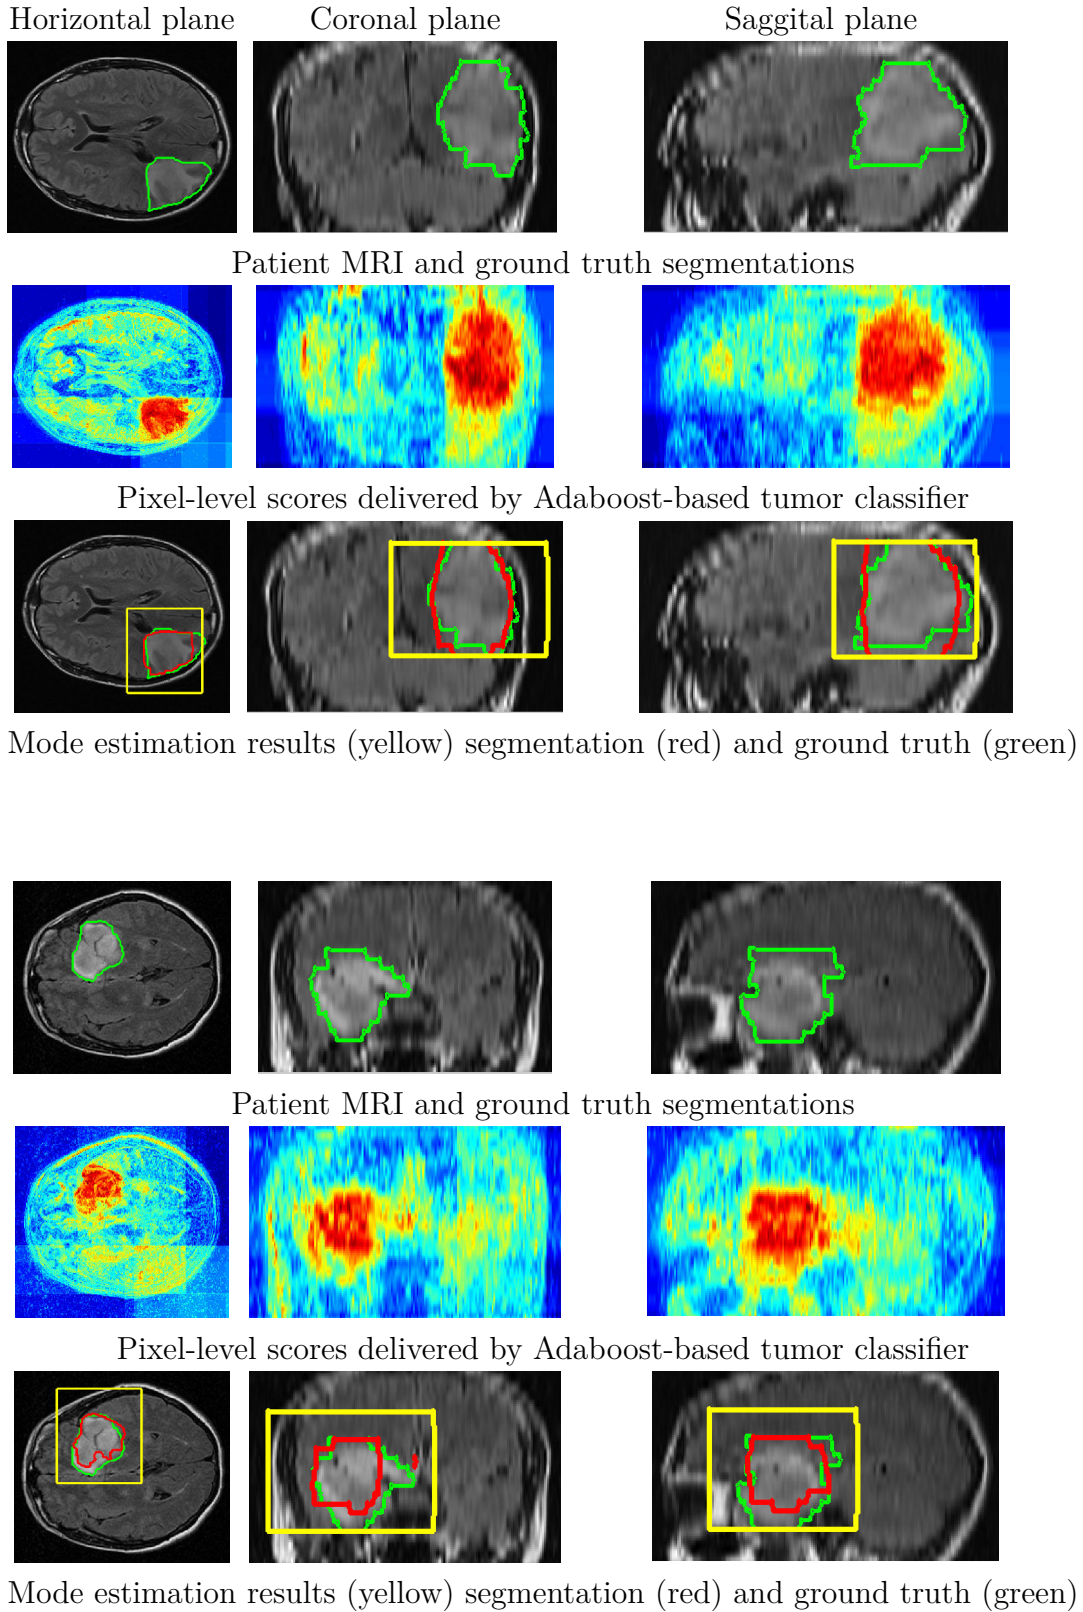 Horizontal plane Coronal plane Saggital plane
Patient MRI and ground truth segmentations
Pixel-level scores delivered by Adaboost-based tumor classifier
Mode estimation results (yellow) segmentation (red) and ground truth (green)
Patient MRI and ground truth segmentations
Pixel-level scores delivered by Adaboost-based tumor classifier
Mode estimation results (yellow) segmentation (red) and ground truth (green)